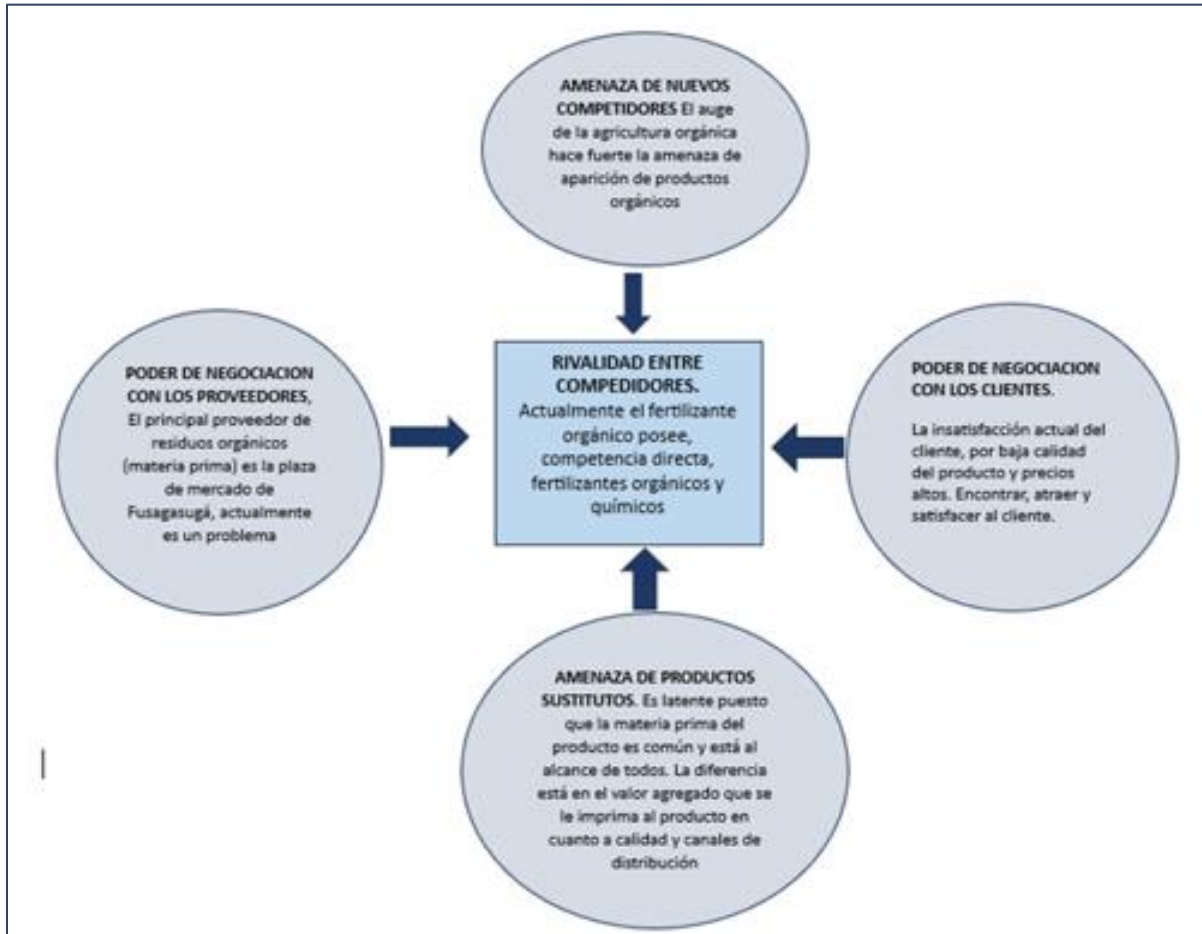 AMENAZA DE NUEVOS
COMPETIDORES El auge
de la agricultura orgánica
hace fuerte la amenaza de
aparición de productos
orgánicos
PODER DE NEGOCIACION
CON LOS PROVEEDORES,
El principal proveedor de
residuos orgánicos
(materia prima) es la plaza
de mercado de
Fusagasugá, actualmente
es un problema
RIVALIDAD ENTRE
COMPEDIDORES.
Actualmente el fertilizante
orgánico posee,
competencia directa,
fertilizantes orgánicos y
químicos
PODER DE NEGOCIACION
CON LOS CLIENTES.
La insatisfacción actual del
cliente, por baja calidad
del producto y precios
altos. Encontrar, atraer y
satisfacer al cliente.
AMENAZA DE PRODUCTOS
SUSTITUTOS. Es latente puesto
que la materia prima del
producto es común y está al
alcance de todos. La diferencia
está en el valor agregado que se
le imprima al producto en
cuanto a calidad y canales de
distribución